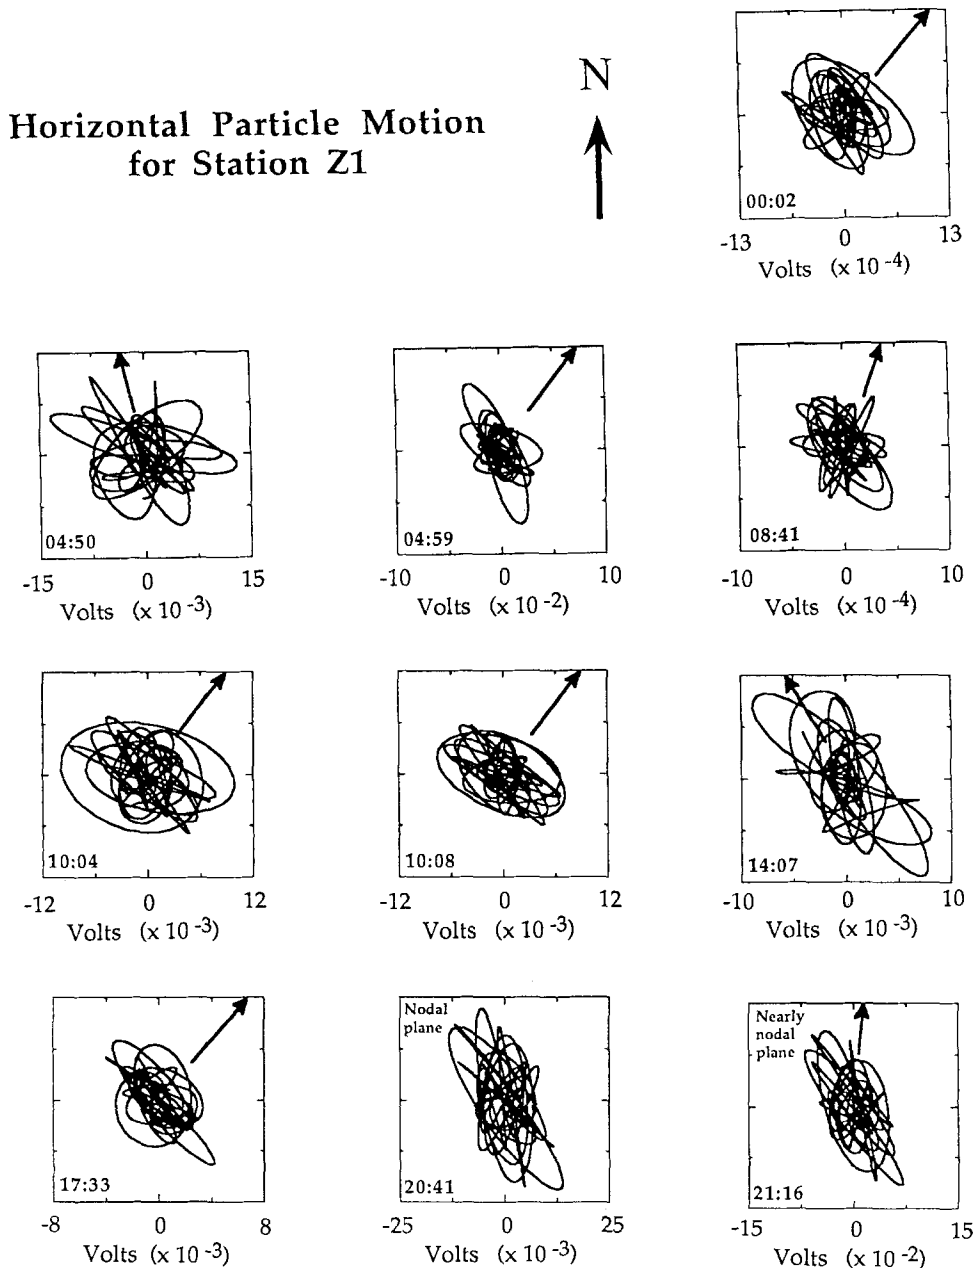 Horizontal Particle Motion
for Station Z1
N
00:02
-13 0 13
Volts (x 10 -4)
04:50
-15 0 15
Volts (x 10 -3)
04:59
-10 0 10
Volts (x 10 -2)
08:41
-10 0 10
Volts (x 10 -4)
10:04
-12 0 12
Volts (x 10 -3)
10:08
-12 0 12
Volts (x 10 -3)
14:07
-10 0 10
Volts (x 10 -3)
17:33
-8 0 8
Volts (x 10 -3)
Nodal
plane
20:41
-25 0 25
Volts (x 10 -3)
Nearly
nodal
plane
21:16
-15 0 15
Volts (x 10 -2)